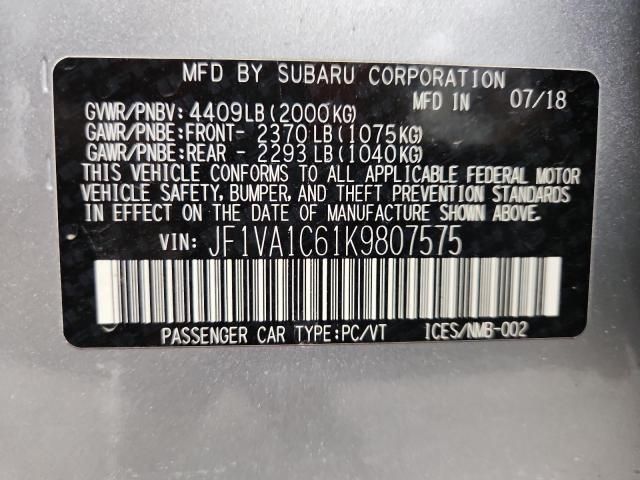 MFD BY SUBARU CORPORATION
MFD IN 07/18
GVWR/PNBV: 4409LB(2000KG)
GAWR/PNBE:FRONT- 2370LB(1075KG)
GAWR/PNBE:REAR - 2293LB(1040KG)
THIS VEHICLE CONFORMS TO ALL APPLICABLE FEDERAL MOTOR
VEHICLE SAFETY, BUMPER, AND THEFT PREVENTION STANDARDS
IN EFFECT ON THE DATE OF MANUFACTURE SHOWN ABOVE.
VIN: JF1VA1C61K9807575
PASSENGER CAR TYPE:PC/VT ICES/NMB-002